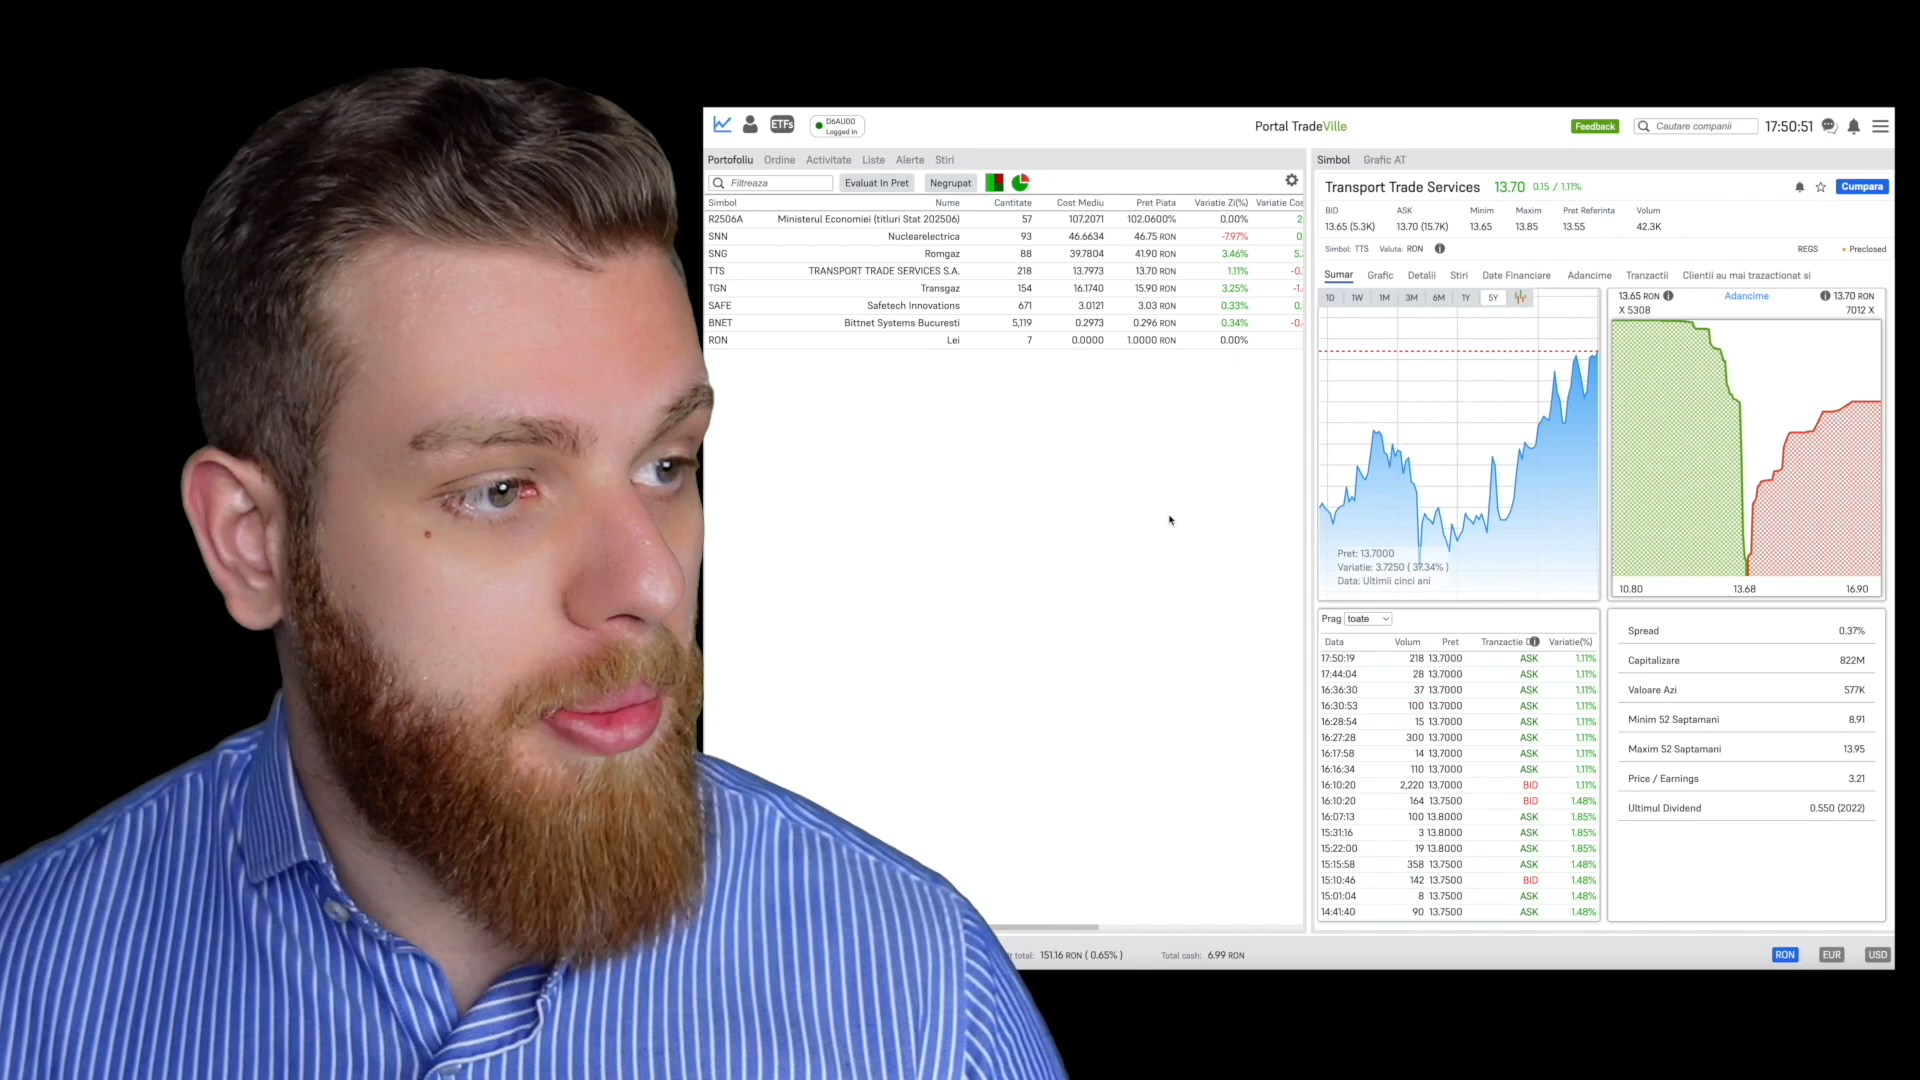 ETFs
D6AU00
Logged In
Portal TradeVille
Feedback
Cautare companii
17:50:51
Portofoliu Ordine Activitate Liste Alerte Stiri
Filtreaza Evaluat In Pret Negrupat
Simbol Nume Cantitate Cost Mediu Pret Piata Variatie Zi(%) Variatie Cos
R2506A Ministerul Economiei (titluri Stat 202506) 57 107.2071 102.0600% 0.00% 2
SNN Nuclearelectrica 93 46.6634 46.75 RON -7.97% 0
SNG Romgaz 88 39.7804 41.90 RON 3.46% 5.
TTS TRANSPORT TRADE SERVICES S.A. 218 13.7973 13.70 RON 1.11% -0.
TGN Transgaz 154 16.1740 15.90 RON 3.25% -1.
SAFE Safetech Innovations 671 3.0121 3.03 RON 0.33% 0.
BNET Bittnet Systems Bucuresti 5,119 0.2973 0.296 RON 0.34% -0.
RON Lei 7 0.0000 1.0000 RON 0.00%
t total: 151.16 RON ( 0.65% ) Total cash: 6.99 RON
Simbol Grafic AT
Transport Trade Services 13.70 0.15 / 1.11% Cumpara
BID ASK Minim Maxim Pret Referinta Volum
13.65 (5.3K) 13.70 (15.7K) 13.65 13.85 13.55 42.3K
Simbol: TTS Valuta: RON REGS Preclosed
Sumar Grafic Detalii Stiri Date Financiare Adancime Tranzactii Clientii au mai trazactionat si
1D 1W 1M 3M 6M 1Y 5Y
Pret: 13.7000
Variatie: 3.7250 ( 37.34% )
Data: Ultimii cinci ani
13.65 RON Adancime 13.70 RON
X 5308 7012 X
10.80 13.68 16.90
Prag toate
Data Volum Pret Tranzactie Variatie(%)
17:50:19 218 13.7000 ASK 1.11%
17:44:04 28 13.7000 ASK 1.11%
16:36:30 37 13.7000 ASK 1.11%
16:30:53 100 13.7000 ASK 1.11%
16:28:54 15 13.7000 ASK 1.11%
16:27:28 300 13.7000 ASK 1.11%
16:17:58 14 13.7000 ASK 1.11%
16:16:34 110 13.7000 ASK 1.11%
16:10:20 2,220 13.7000 BID 1.11%
16:10:20 164 13.7500 BID 1.48%
16:07:13 100 13.8000 ASK 1.85%
15:31:16 3 13.8000 ASK 1.85%
15:22:00 19 13.8000 ASK 1.85%
15:15:58 358 13.7500 ASK 1.48%
15:10:46 142 13.7500 BID 1.48%
15:01:04 8 13.7500 ASK 1.48%
14:41:40 90 13.7500 ASK 1.48%
Spread 0.37%
Capitalizare 822M
Valoare Azi 577K
Minim 52 Saptamani 8.91
Maxim 52 Saptamani 13.95
Price / Earnings 3.21
Ultimul Dividend 0.550 (2022)
RON EUR USD